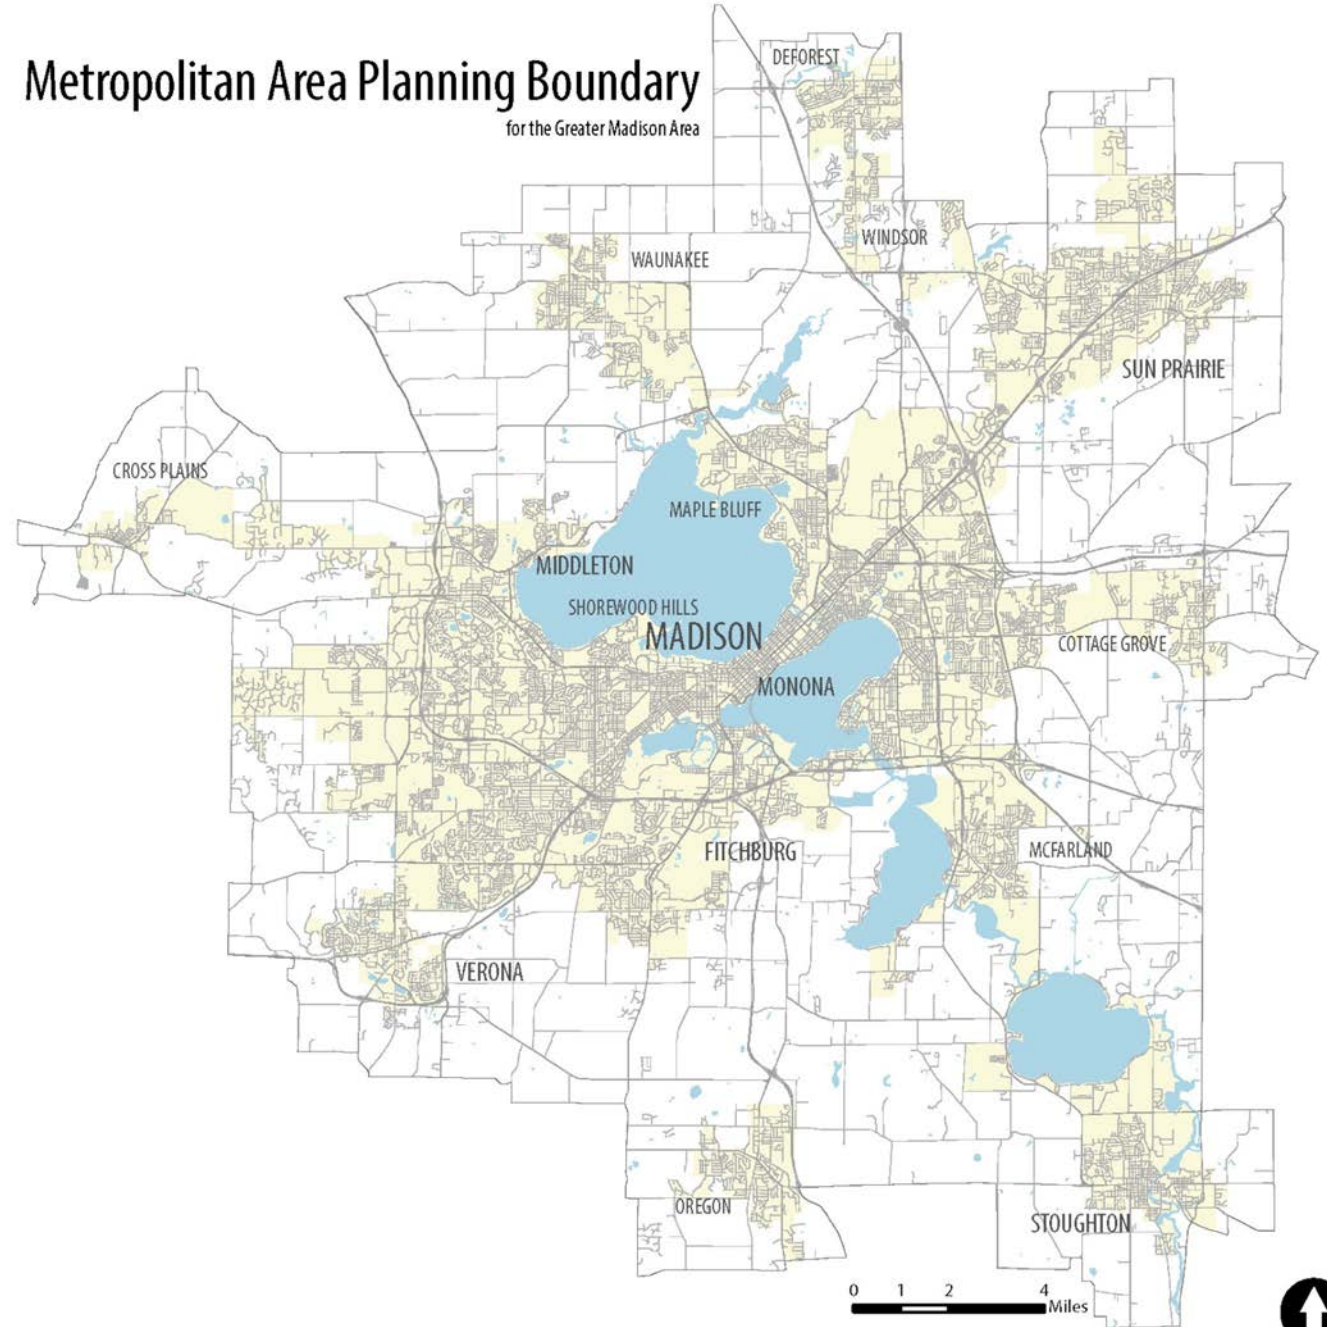 Metropolitan Area Planning Boundary
for the Greater Madison Area
DEFOREST
WINDSOR
WAUNAKEE
SUN PRAIRIE
CROSS PLAINS
MAPLE BLUFF
MIDDLETON
SHOREWOOD HILLS
MADISON
COTTAGE GROVE
MONONA
FITCHBURG
MCFARLAND
VERONA
OREGON
STOUGHTON
0 1 2 4
Miles